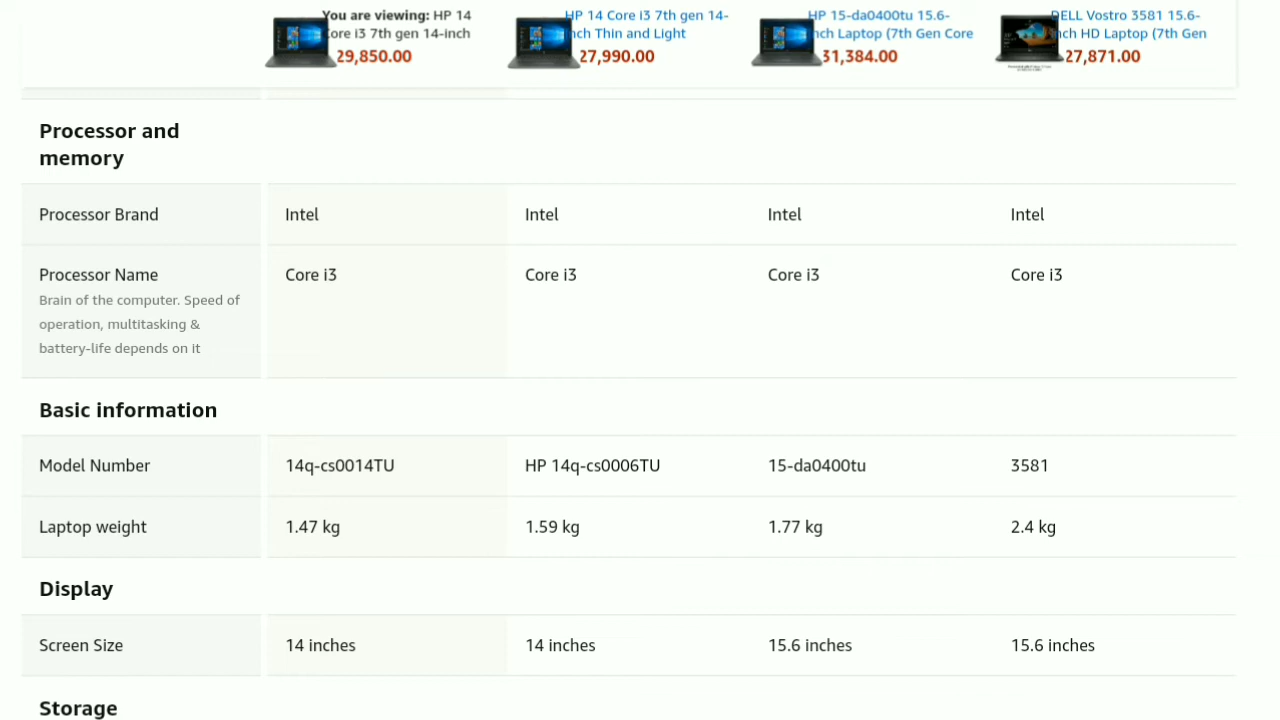 You are viewing: HP 14
Core i3 7th gen 14-inch
29,850.00
HP 14 Core i3 7th gen 14-
inch Thin and Light
27,990.00
HP 15-da0400tu 15.6-
inch Laptop (7th Gen Core
31,384.00
DELL Vostro 3581 15.6-
inch HD Laptop (7th Gen
27,871.00
Processor and
memory
Processor Brand Intel Intel Intel Intel
Processor Name Core i3 Core i3 Core i3 Core i3
Brain of the computer. Speed of
operation, multitasking &
battery-life depends on it
Basic information
Model Number 14q-cs0014TU HP 14q-cs0006TU 15-da0400tu 3581
Laptop weight 1.47 kg 1.59 kg 1.77 kg 2.4 kg
Display
Screen Size 14 inches 14 inches 15.6 inches 15.6 inches
Storage